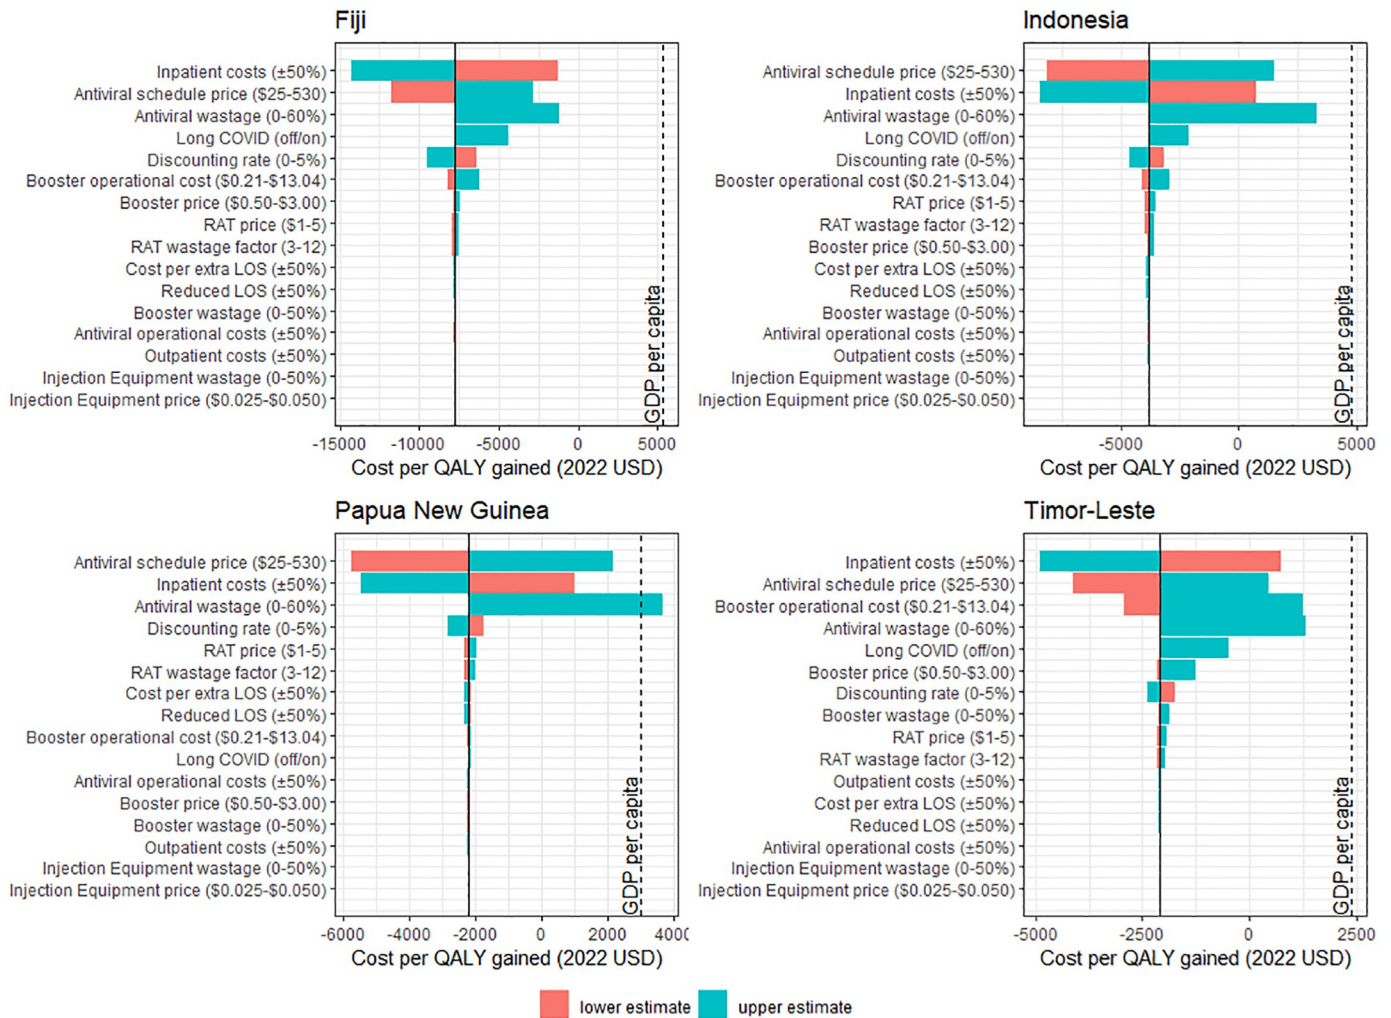 Fiji
Inpatient costs (±50%)
Antiviral schedule price ($25-530)
Antiviral wastage (0-60%)
Long COVID (off/on)
Discounting rate (0-5%)
Booster operational cost ($0.21-$13.04)
Booster price ($0.50-$3.00)
RAT price ($1-5)
RAT wastage factor (3-12)
Cost per extra LOS (±50%)
Reduced LOS (±50%)
Booster wastage (0-50%)
Antiviral operational costs (±50%)
Outpatient costs (±50%)
Injection Equipment wastage (0-50%)
Injection Equipment price ($0.025-$0.050)
GDP per capita
-15000 -10000 -5000 0 5000
Cost per QALY gained (2022 USD)
Indonesia
Antiviral schedule price ($25-530)
Inpatient costs (±50%)
Antiviral wastage (0-60%)
Long COVID (off/on)
Discounting rate (0-5%)
Booster operational cost ($0.21-$13.04)
RAT price ($1-5)
RAT wastage factor (3-12)
Booster price ($0.50-$3.00)
Cost per extra LOS (±50%)
Reduced LOS (±50%)
Booster wastage (0-50%)
Antiviral operational costs (±50%)
Outpatient costs (±50%)
Injection Equipment wastage (0-50%)
Injection Equipment price ($0.025-$0.050)
GDP per capita
-5000 0 5000
Cost per QALY gained (2022 USD)
Papua New Guinea
Antiviral schedule price ($25-530)
Inpatient costs (±50%)
Antiviral wastage (0-60%)
Discounting rate (0-5%)
RAT price ($1-5)
RAT wastage factor (3-12)
Cost per extra LOS (±50%)
Reduced LOS (±50%)
Booster operational cost ($0.21-$13.04)
Long COVID (off/on)
Antiviral operational costs (±50%)
Booster price ($0.50-$3.00)
Booster wastage (0-50%)
Outpatient costs (±50%)
Injection Equipment wastage (0-50%)
Injection Equipment price ($0.025-$0.050)
GDP per capita
-6000 -4000 -2000 0 2000 400
Cost per QALY gained (2022 USD)
Timor-Leste
Inpatient costs (±50%)
Antiviral schedule price ($25-530)
Booster operational cost ($0.21-$13.04)
Antiviral wastage (0-60%)
Long COVID (off/on)
Booster price ($0.50-$3.00)
Discounting rate (0-5%)
Booster wastage (0-50%)
RAT price ($1-5)
RAT wastage factor (3-12)
Outpatient costs (±50%)
Cost per extra LOS (±50%)
Reduced LOS (±50%)
Antiviral operational costs (±50%)
Injection Equipment wastage (0-50%)
Injection Equipment price ($0.025-$0.050)
GDP per capita
-5000 -2500 0 2500
Cost per QALY gained (2022 USD)
lower estimate upper estimate